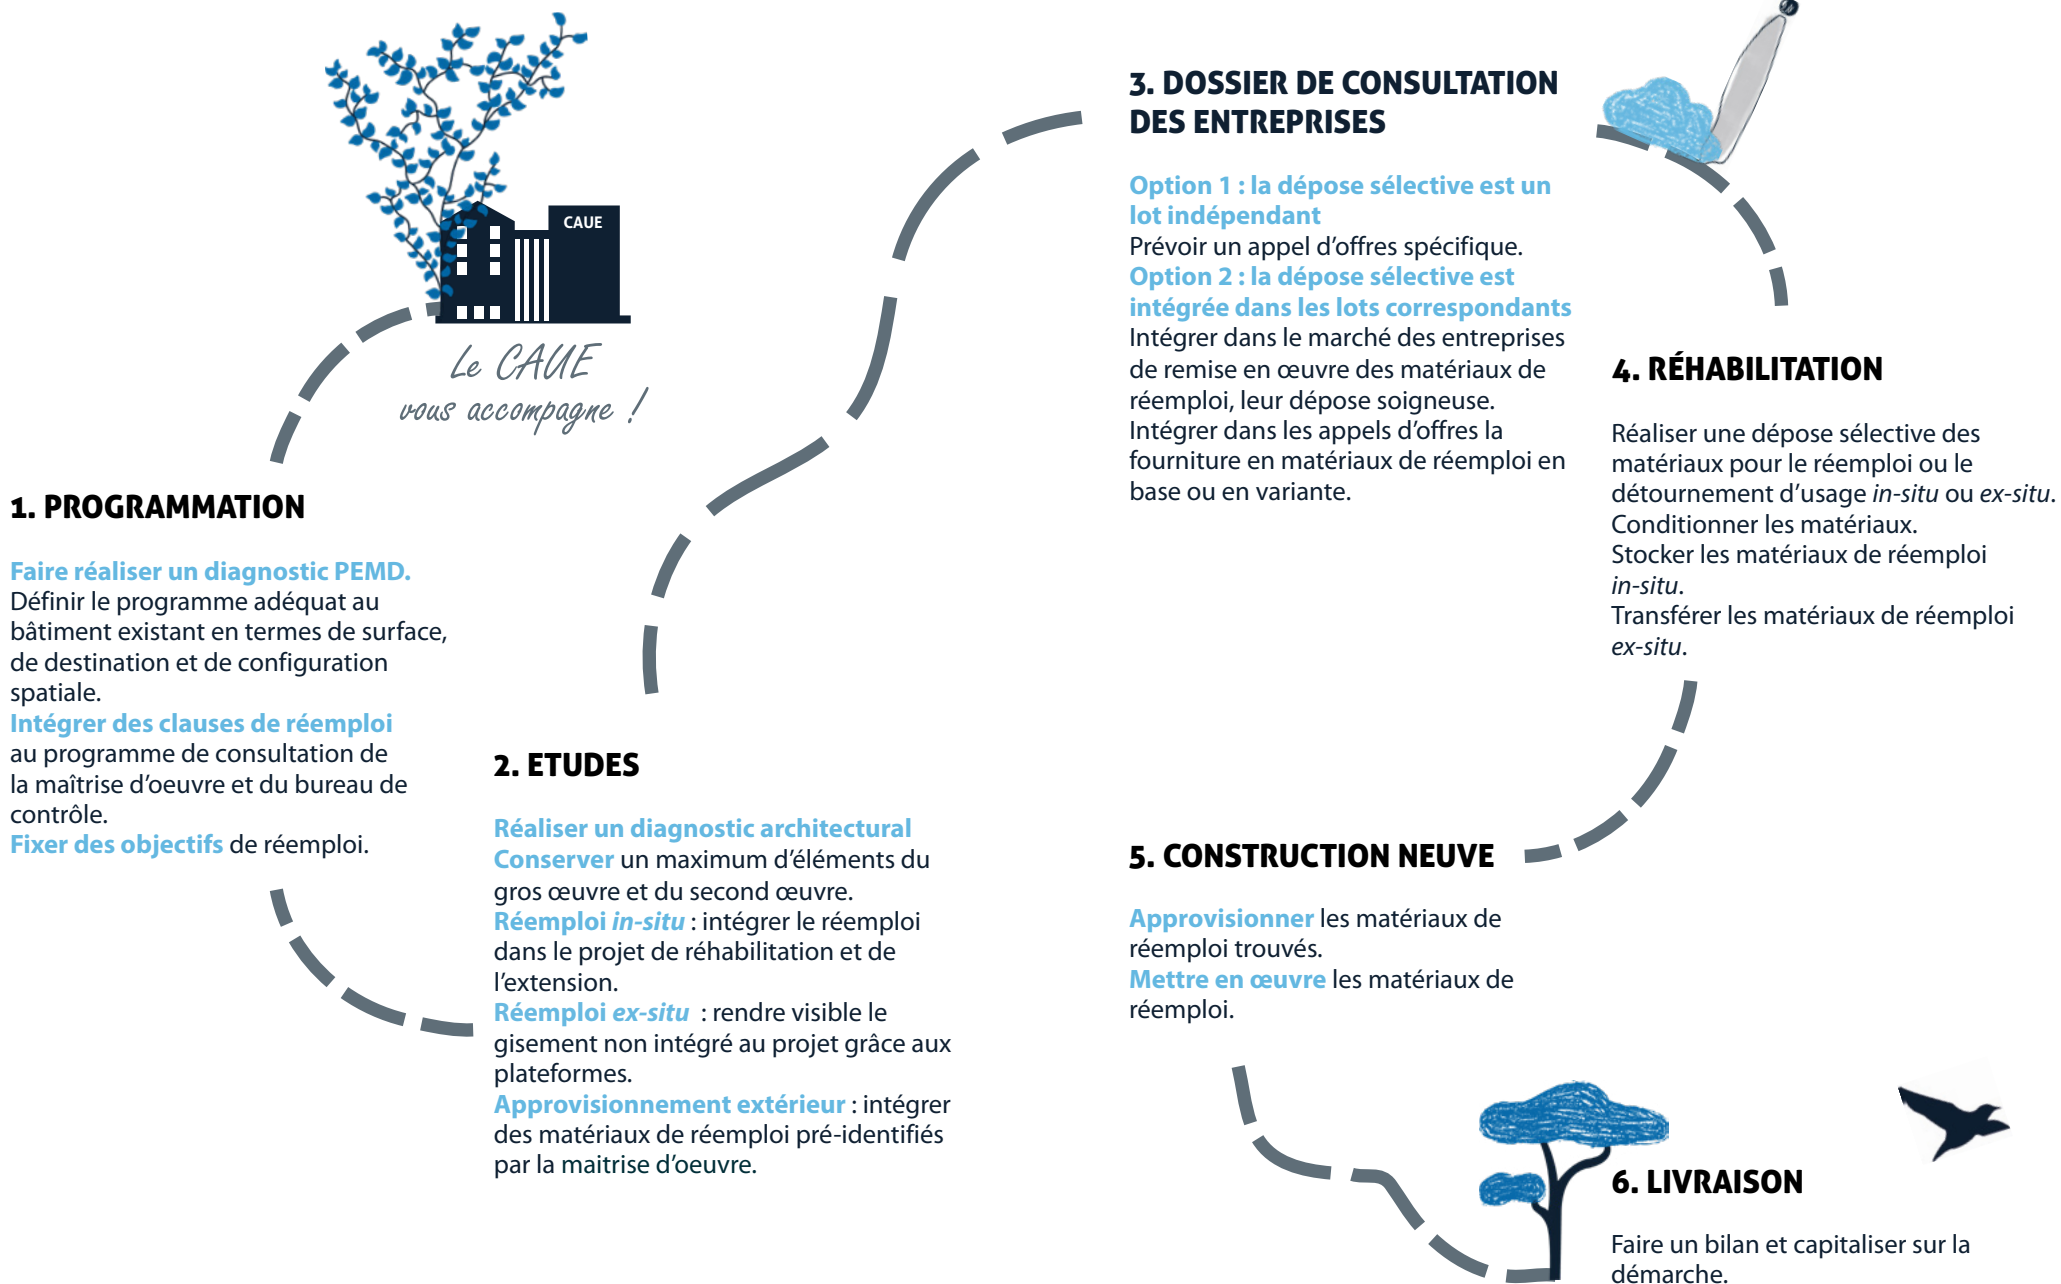 CAUE
Le CAUE
vous accompagne !
1. PROGRAMMATION
Faire réaliser un diagnostic PEMD.
Définir le programme adéquat au
bâtiment existant en termes de surface,
de destination et de configuration
spatiale.
Intégrer des clauses de réemploi
au programme de consultation de
la maîtrise d'oeuvre et du bureau de
contrôle.
Fixer des objectifs de réemploi.
2. ETUDES
Réaliser un diagnostic architectural
Conserver un maximum d'éléments du
gros œuvre et du second œuvre.
Réemploi in-situ : intégrer le réemploi
dans le projet de réhabilitation et de
l'extension.
Réemploi ex-situ : rendre visible le
gisement non intégré au projet grâce aux
plateformes.
Approvisionnement extérieur : intégrer
des matériaux de réemploi pré-identifiés
par la maitrise d'oeuvre.
3. DOSSIER DE CONSULTATION
DES ENTREPRISES
Option 1 : la dépose sélective est un
lot indépendant
Prévoir un appel d'offres spécifique.
Option 2 : la dépose sélective est
intégrée dans les lots correspondants
Intégrer dans le marché des entreprises
de remise en œuvre des matériaux de
réemploi, leur dépose soigneuse.
Intégrer dans les appels d'offres la
fourniture en matériaux de réemploi en
base ou en variante.
4. RÉHABILITATION
Réaliser une dépose sélective des
matériaux pour le réemploi ou le
détournement d'usage in-situ ou ex-situ.
Conditionner les matériaux.
Stocker les matériaux de réemploi
in-situ.
Transférer les matériaux de réemploi
ex-situ.
5. CONSTRUCTION NEUVE
Approvisionner les matériaux de
réemploi trouvés.
Mettre en œuvre les matériaux de
réemploi.
6. LIVRAISON
Faire un bilan et capitaliser sur la
démarche.